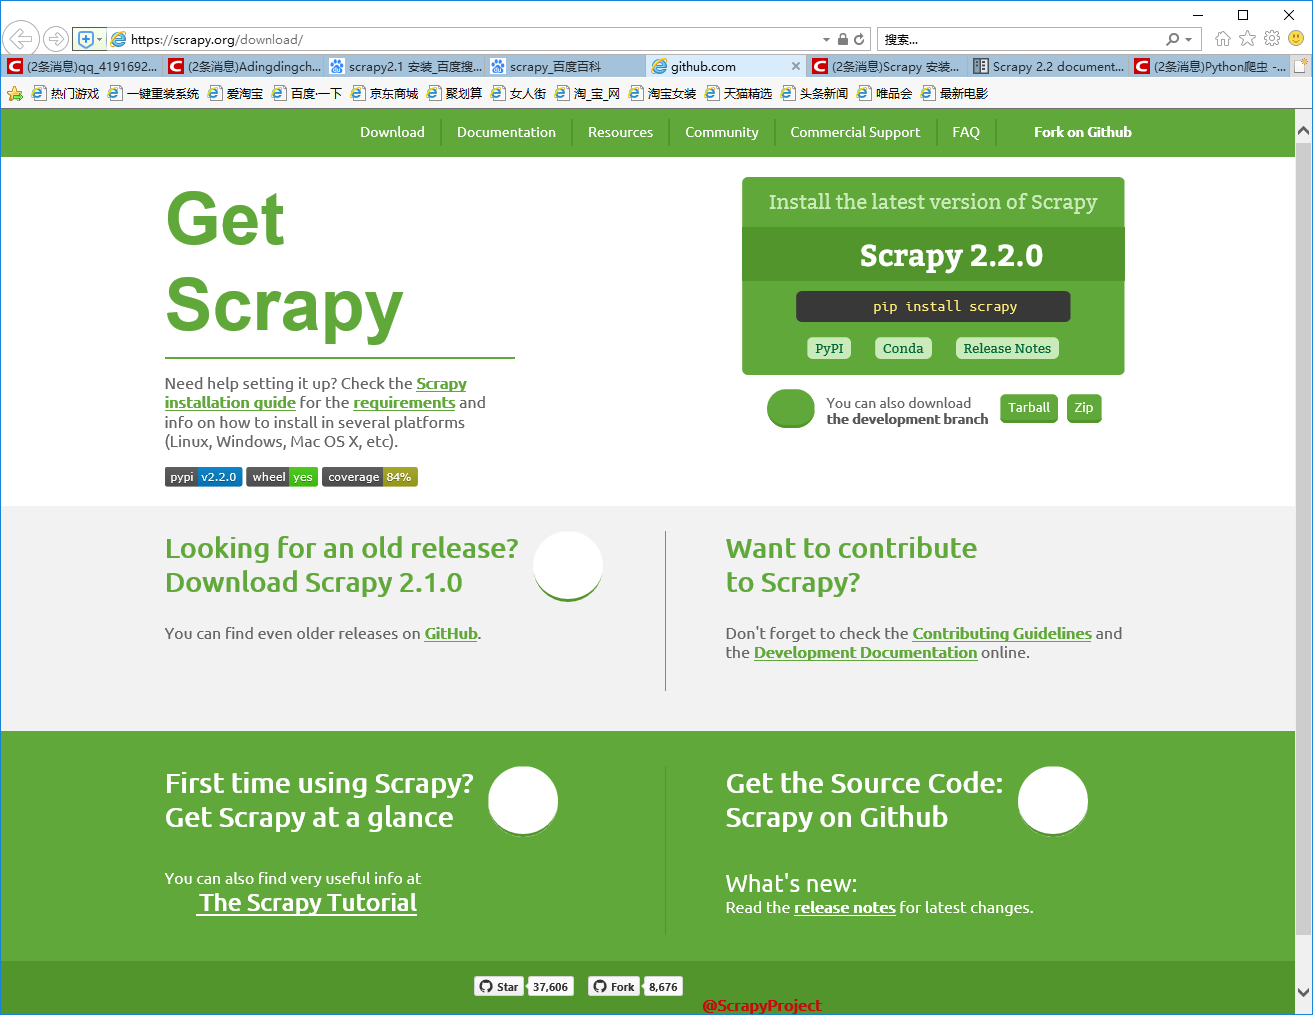 https://scrapy.org/download/
搜索...
(2条消息)qq_4191692...
(2条消息)Adingdingch...
scrapy2.1 安装_百度搜...
scrapy_百度百科
github.com
(2条消息)Scrapy 安装...
Scrapy 2.2 document...
(2条消息)Python爬虫 -...
热门游戏
一键重装系统
爱淘宝
百度·一下
京东商城
聚划算
女人街
淘_宝_网
淘宝女装
天猫精选
头条新闻
唯品会
最新电影
Download
Documentation
Resources
Community
Commercial Support
FAQ
Fork on Github
Get
Scrapy
Need help setting it up? Check the Scrapy
installation guide for the requirements and
info on how to install in several platforms
(Linux, Windows, Mac OS X, etc).
pypi v2.2.0
wheel yes
coverage 84%
Install the latest version of Scrapy
Scrapy 2.2.0
pip install scrapy
PyPI
Conda
Release Notes
You can also download
the development branch
Tarball
Zip
Looking for an old release?
Download Scrapy 2.1.0
You can find even older releases on GitHub.
Want to contribute
to Scrapy?
Don't forget to check the Contributing Guidelines and
the Development Documentation online.
First time using Scrapy?
Get Scrapy at a glance
You can also find very useful info at
The Scrapy Tutorial
Get the Source Code:
Scrapy on Github
What's new:
Read the release notes for latest changes.
Star 37,606
Fork 8,676
@ScrapyProject